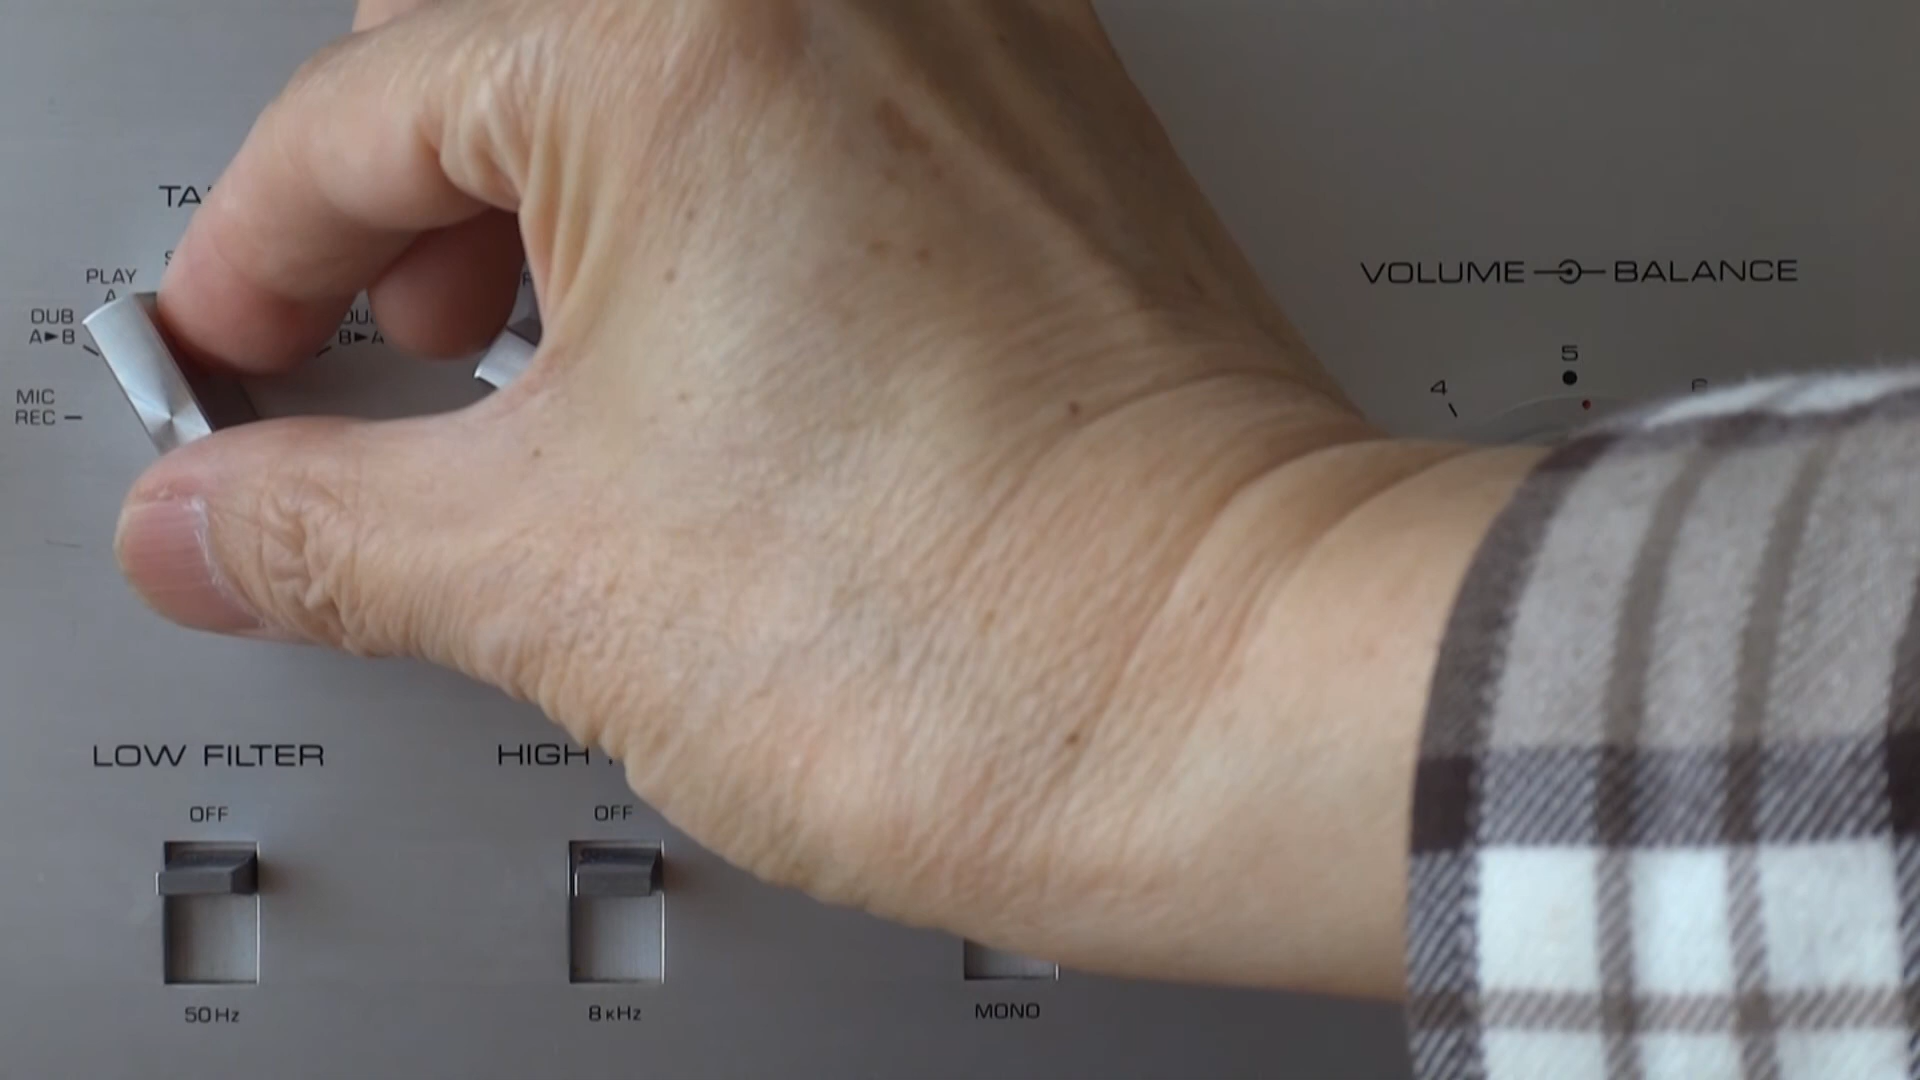 PLAY
A
DUB
A►B
B►A
MIC
REC
VOLUME BALANCE
5
4
LOW FILTER
HIGH
OFF
OFF
50Hz
8kHz
MONO